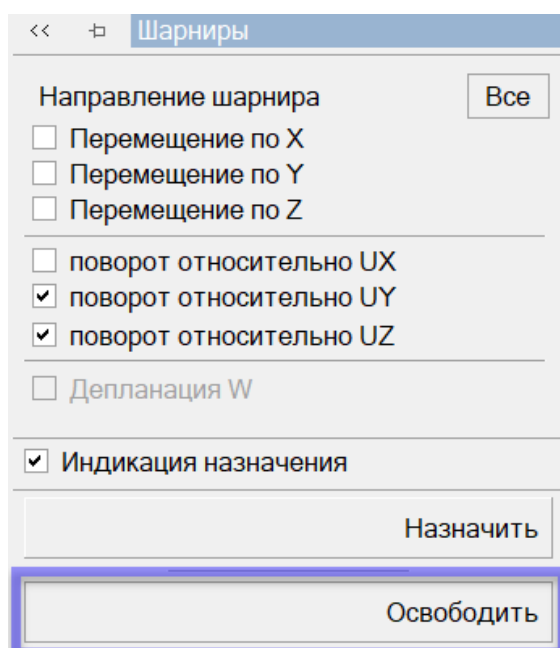 << Шарниры
Направление шарнира Все
Перемещение по X
Перемещение по Y
Перемещение по Z
поворот относительно UX
поворот относительно UY
поворот относительно UZ
Депланация W
Индикация назначения
Назначить
Освободить